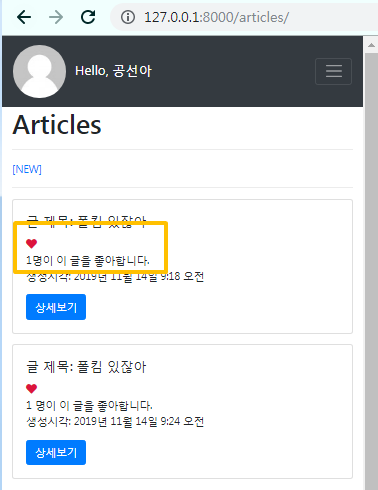 127.0.0.1:8000/articles/
Hello, 공선아
Articles
[NEW]
글 제목: 폴킴 있잖아
1명이 이 글을 좋아합니다.
생성시각: 2019년 11월 14일 9:18 오전
상세보기
글 제목: 폴킴 있잖아
1 명이 이 글을 좋아합니다.
생성시각: 2019년 11월 14일 9:24 오전
상세보기